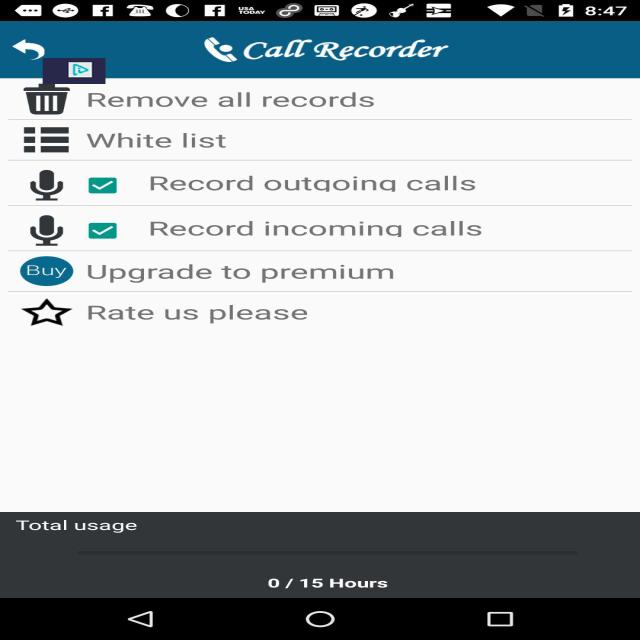 USA TODAY
8:47
Call Recorder
Remove all records
White list
Record outgoing calls
Record incoming calls
Buy Upgrade to premium
Rate us please
Total usage
0 / 15 Hours